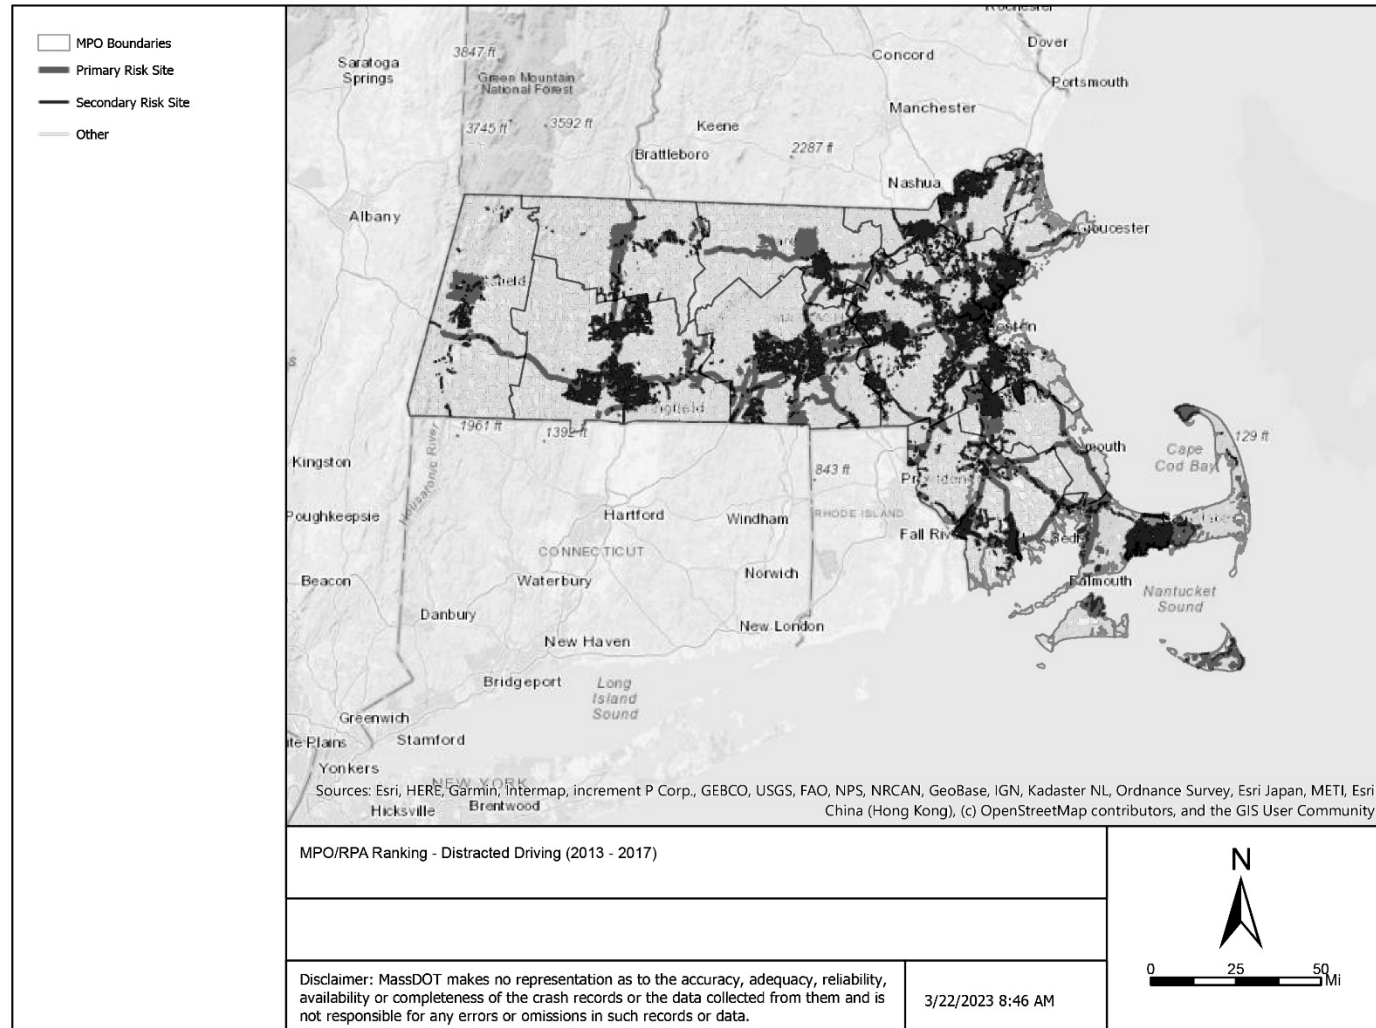 MPO Boundaries
Primary Risk Site
Secondary Risk Site
Other
Rochester
Dover
Concord
3847 ft
Saratoga
Springs
Green Mountain
National Forest
Portsmouth
Manchester
3745 ft
3592 ft
Keene
2287 ft
Brattleboro
Nashua
Albany
Gloucester
1961 ft
1392 ft
129 ft
Cape
Cod Bay
Housatonic River
Kingston
843 ft
Poughkeepsie
Hartford
Windham
RHODE ISLAND
Fall
CONNECTICUT
Beacon
Waterbury
Norwich
Falmouth
Nantucket
Sound
Danbury
New London
New Haven
Bridgeport
Long
Island
Sound
Greenwich
ite Plains
Stamford
Yonkers
NEW YORK
Hicksville
Brentwood
Sources: Esri, HERE, Garmin, Intermap, increment P Corp., GEBCO, USGS, FAO, NPS, NRCAN, GeoBase, IGN, Kadaster NL, Ordnance Survey, Esri Japan, METI, Esri
China (Hong Kong), (c) OpenStreetMap contributors, and the GIS User Community
MPO/RPA Ranking - Distracted Driving (2013 - 2017)
Disclaimer: MassDOT makes no representation as to the accuracy, adequacy, reliability,
availability or completeness of the crash records or the data collected from them and is
not responsible for any errors or omissions in such records or data.
3/22/2023 8:46 AM
N
0 25 50
Mi